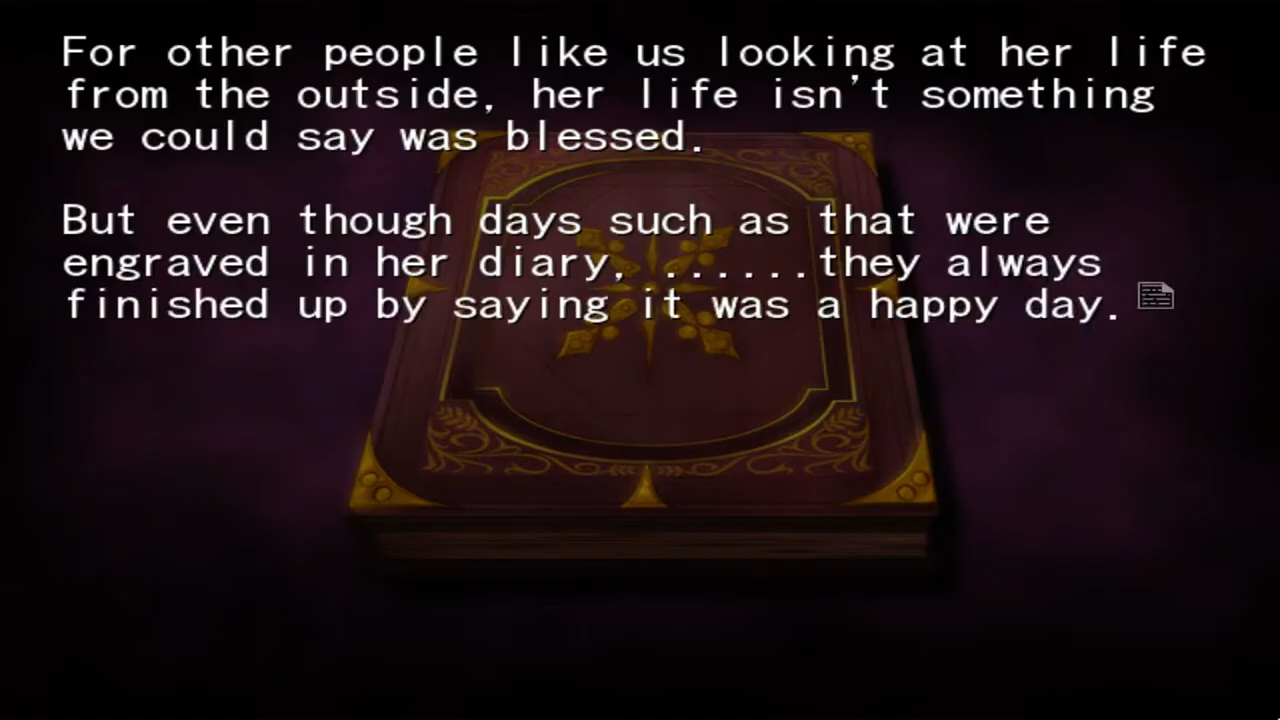 For other people like us looking at her life
from the outside, her life isn't something
we could say was blessed.
But even though days such as that were
engraved in her diary, .......they always
finished up by saying it was a happy day.